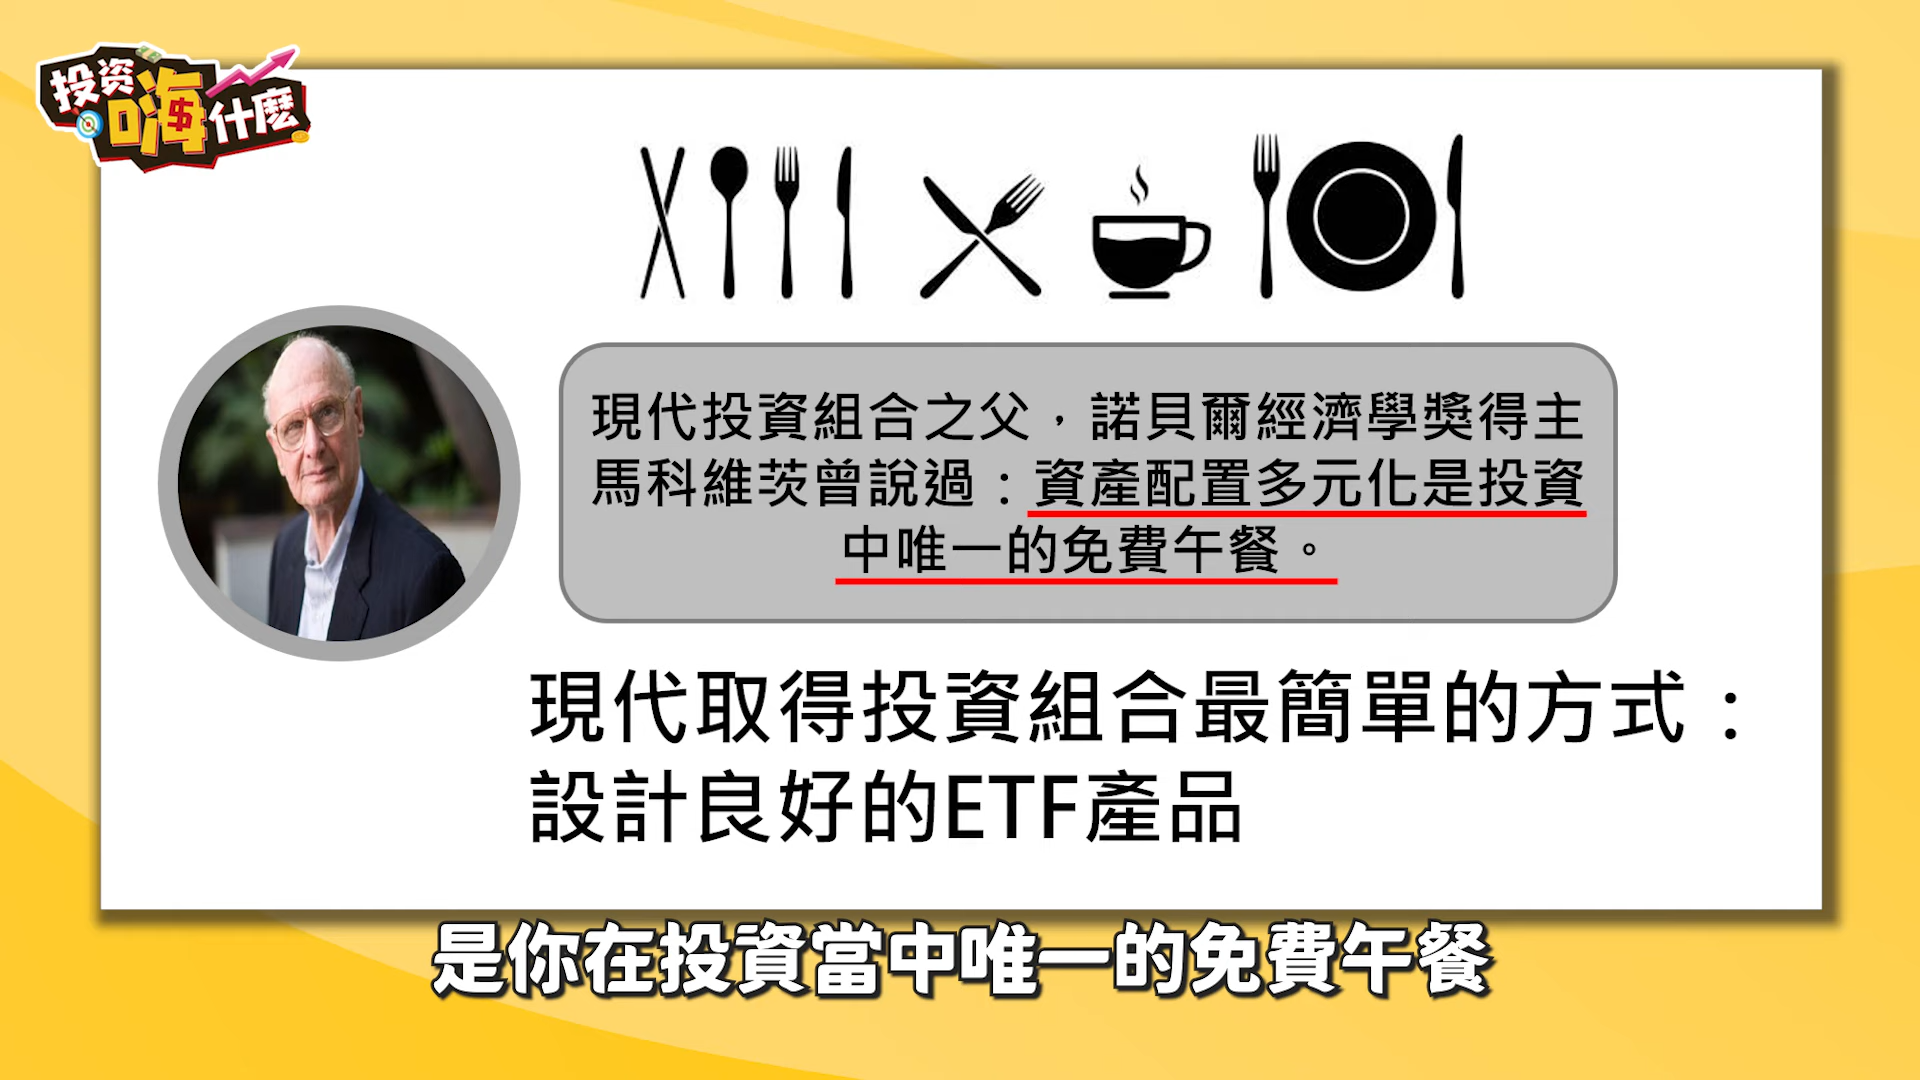 投资
嗨
什麼
現代投資組合之父，諾貝爾經濟學獎得主
馬科維茨曾說過：資產配置多元化是投資
中唯一的免費午餐。
現代取得投資組合最簡單的方式：
設計良好的ETF產品
是你在投資當中唯一的免費午餐